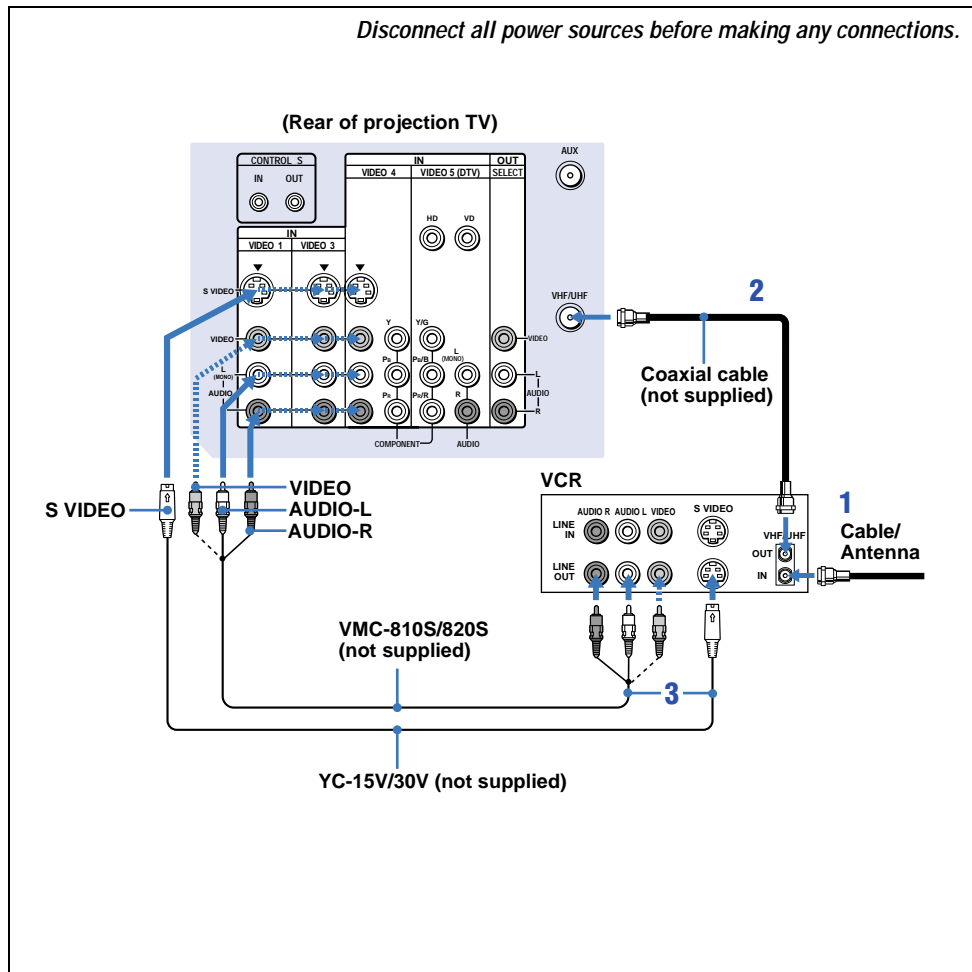 Disconnect all power sources before making any connections.
(Rear of projection TV)
AUX
CONTROL S
IN OUT
IN
VIDEO 4 VIDEO 5 (DTV)
OUT
SELECT
HD VD
IN
VIDEO 1 VIDEO 3
S VIDEO
VHF/UHF
2
VIDEO
Y Y/G
VIDEO
L
(MONO)
PB PB/B
L
(MONO)
L
AUDIO
AUDIO
R
PR PR/R
R
COMPONENT
AUDIO
Coaxial cable
(not supplied)
S VIDEO
VIDEO
AUDIO-L
AUDIO-R
VCR
AUDIO R AUDIO L VIDEO S VIDEO
LINE
IN
VHF/UHF
OUT
LINE
OUT
IN
1
Cable/
Antenna
VMC-810S/820S
(not supplied)
3
YC-15V/30V (not supplied)